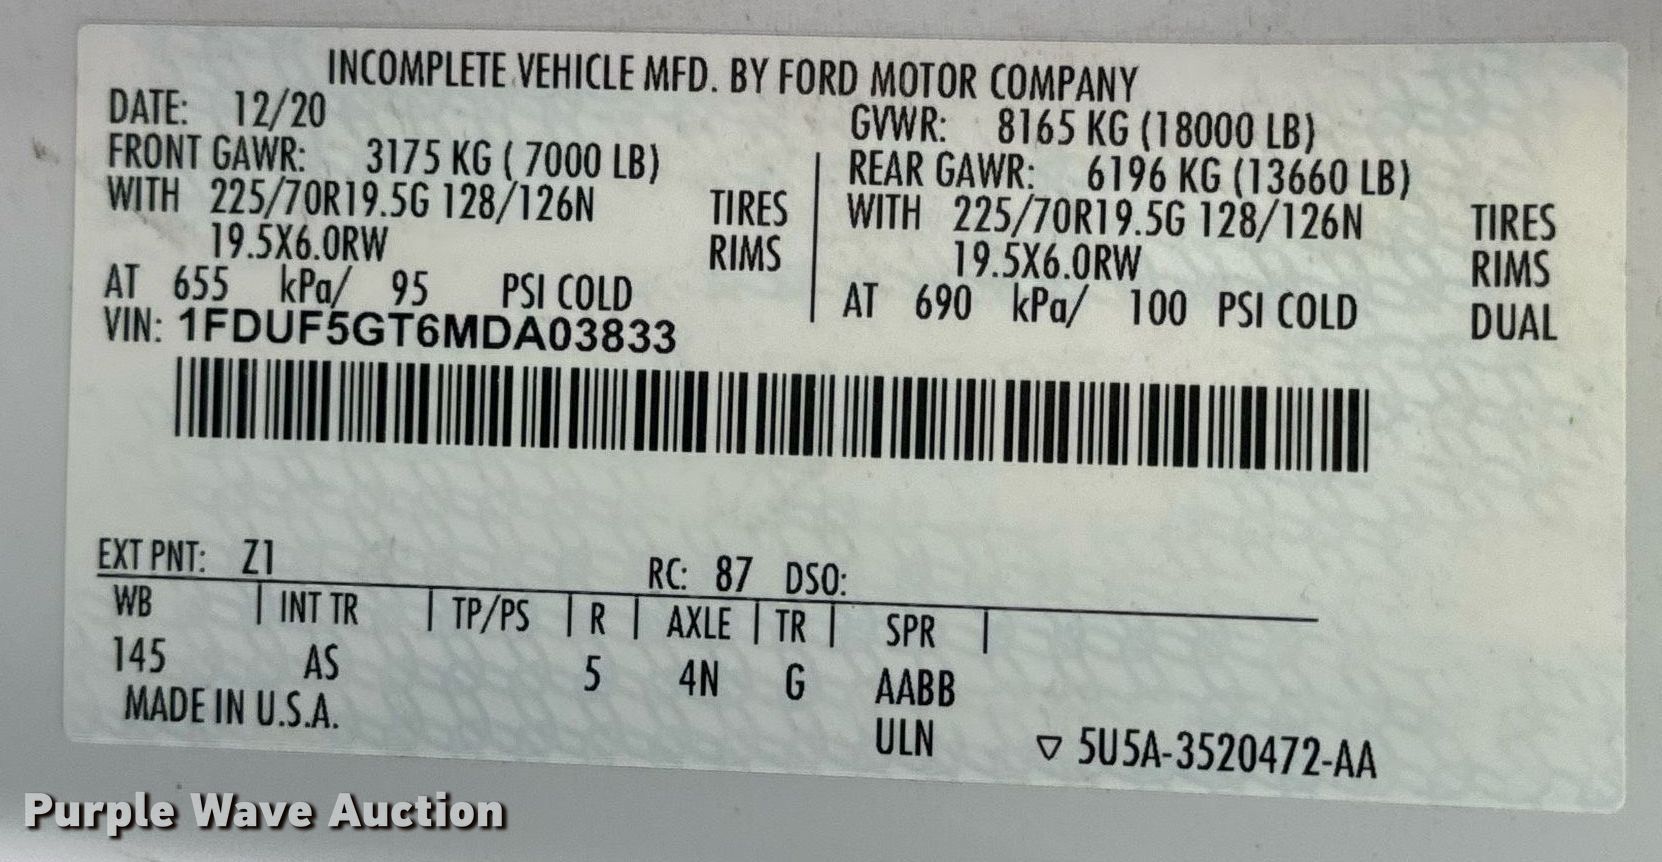 INCOMPLETE VEHICLE MFD. BY FORD MOTOR COMPANY
DATE: 12/20
GVWR: 8165 KG (18000 LB)
FRONT GAWR: 3175 KG ( 7000 LB)
REAR GAWR: 6196 KG (13660 LB)
WITH 225/70R19.5G 128/126N TIRES
WITH 225/70R19.5G 128/126N TIRES
19.5X6.0RW RIMS
19.5X6.0RW RIMS
AT 655 kPa/ 95 PSI COLD
AT 690 kPa/ 100 PSI COLD DUAL
VIN: 1FDUF5GT6MDA03833
EXT PNT: Z1 RC: 87 DSO:
WB | INT TR | TP/PS | R | AXLE | TR | SPR |
145 AS 5 4N G AABB
MADE IN U.S.A. ULN ▽ 5U5A-3520472-AA
Purple Wave Auction